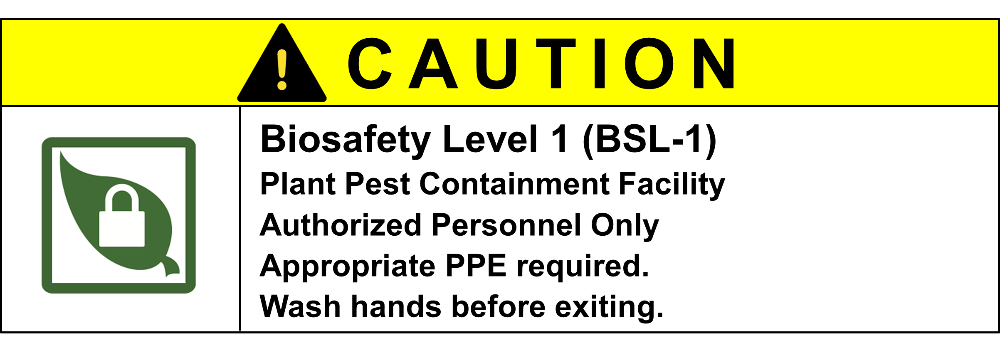 CAUTION
Biosafety Level 1 (BSL-1)
Plant Pest Containment Facility
Authorized Personnel Only
Appropriate PPE required.
Wash hands before exiting.